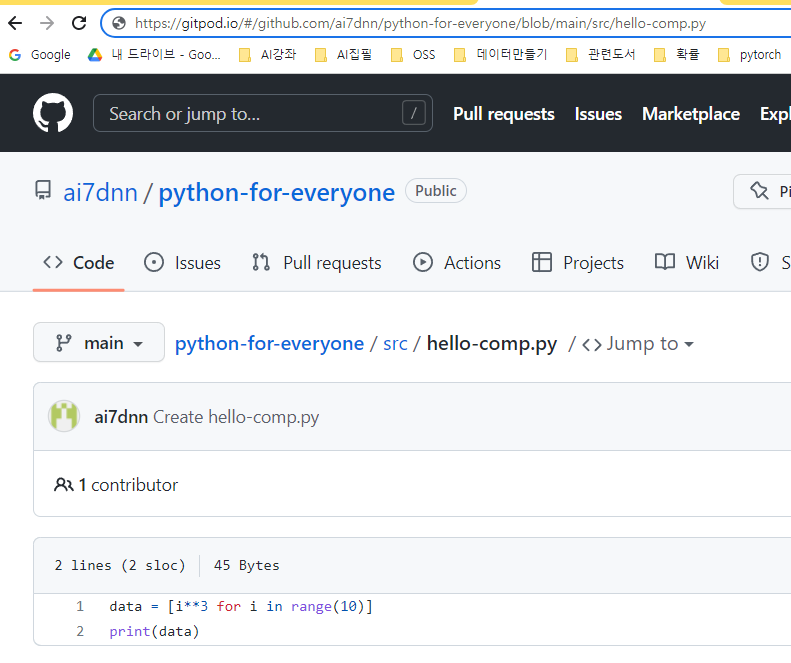 https://gitpod.io/#/github.com/ai7dnn/python-for-everyone/blob/main/src/hello-comp.py
Google 내 드라이브 - Goo... AI강좌 AI집필 OSS 데이터만들기 관련도서 확률 pytorch
Search or jump to... / Pull requests Issues Marketplace Expl
ai7dnn / python-for-everyone Public Pi
Code Issues Pull requests Actions Projects Wiki S
main python-for-everyone / src / hello-comp.py / <> Jump to
ai7dnn Create hello-comp.py
1 contributor
2 lines (2 sloc) 45 Bytes
1 data = [i**3 for i in range(10)]
2 print(data)